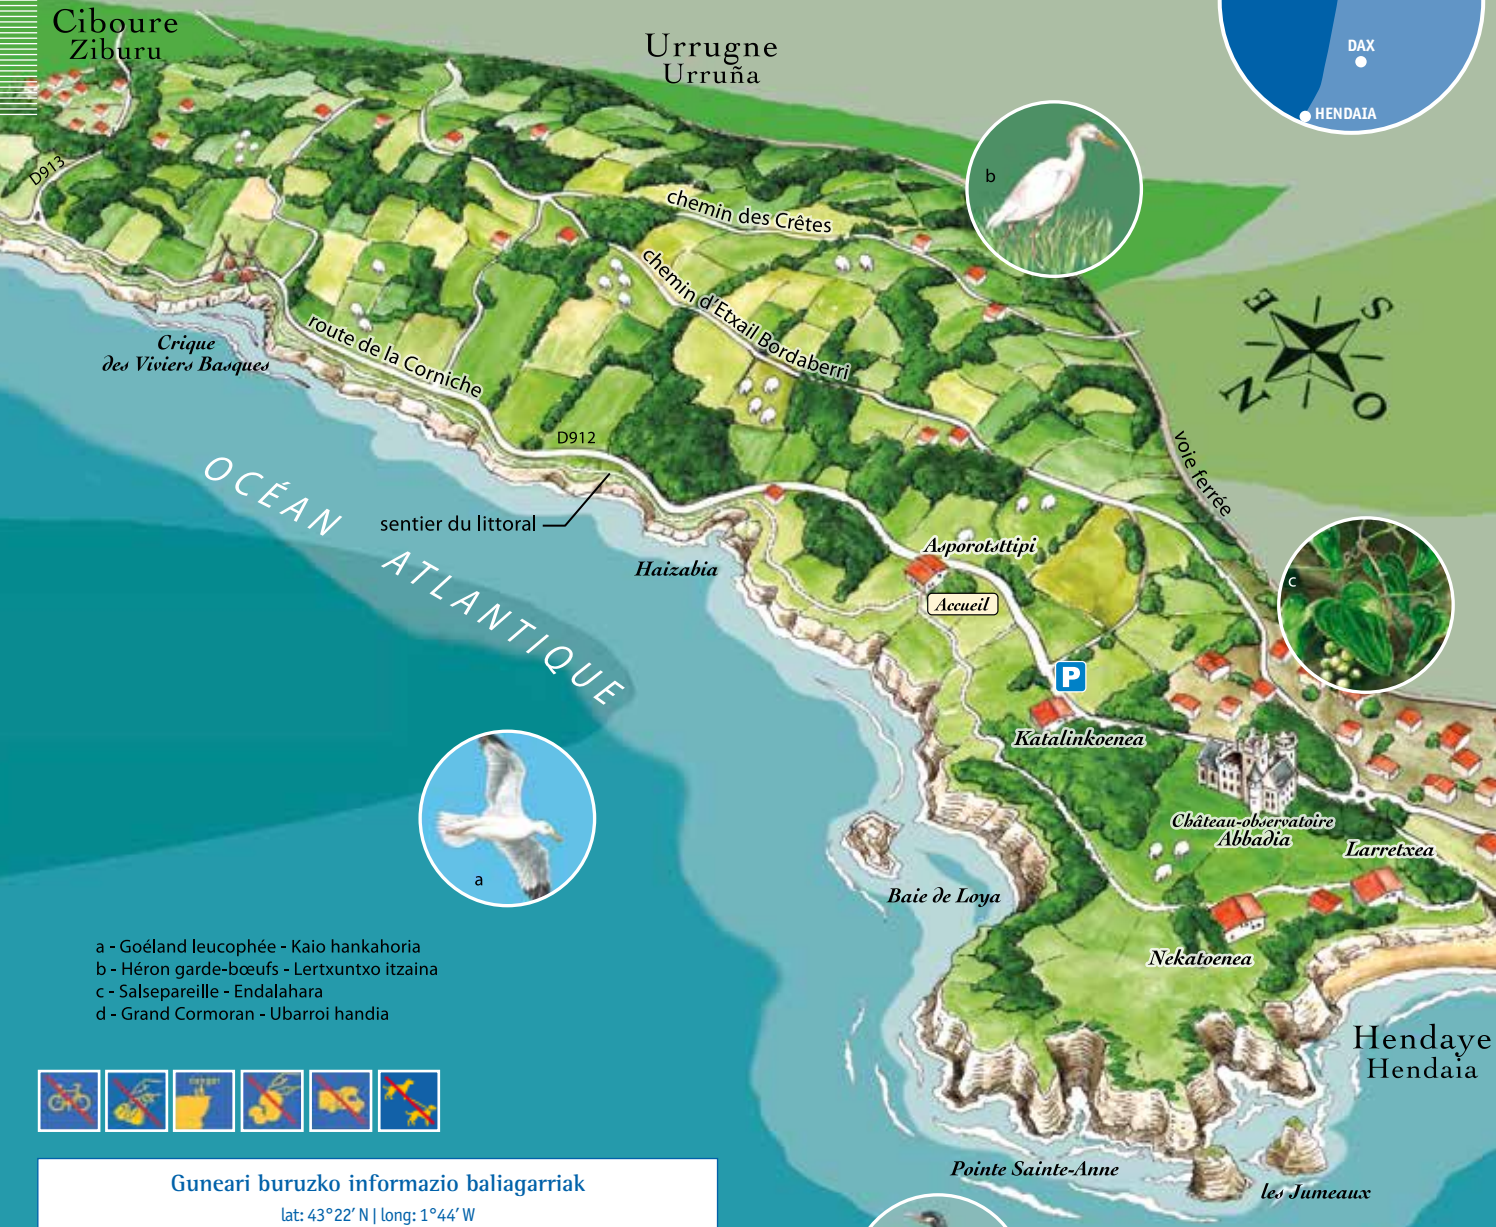 Ciboure
Ziburu
Urrugne
Urruña
DAX
HENDAIA
D913
b
chemin des Crêtes
chemin d'Etxail Bordaberri
E
S
N
O
Crique
des Viviers Basques
route de la Corniche
D912
voie ferrée
OCÉAN ATLANTIQUE
sentier du littoral
Haizabia
Asporotsttipi
Accueil
c
P
Katalinkoenea
Château-observatoire
Abbadia
Larretxea
a
Baie de Loya
Nekatoenea
a - Goéland leucophée - Kaio hankahoria
b - Héron garde-bœufs - Lertxuntxo itzaina
c - Salsepareille - Endalahara
d - Grand Cormoran - Ubarroi handia
Hendaye
Hendaia
danger
Pointe Sainte-Anne
les Jumeaux
Guneari buruzko informazio baliagarriak
lat: 43°22' N | long: 1°44' W